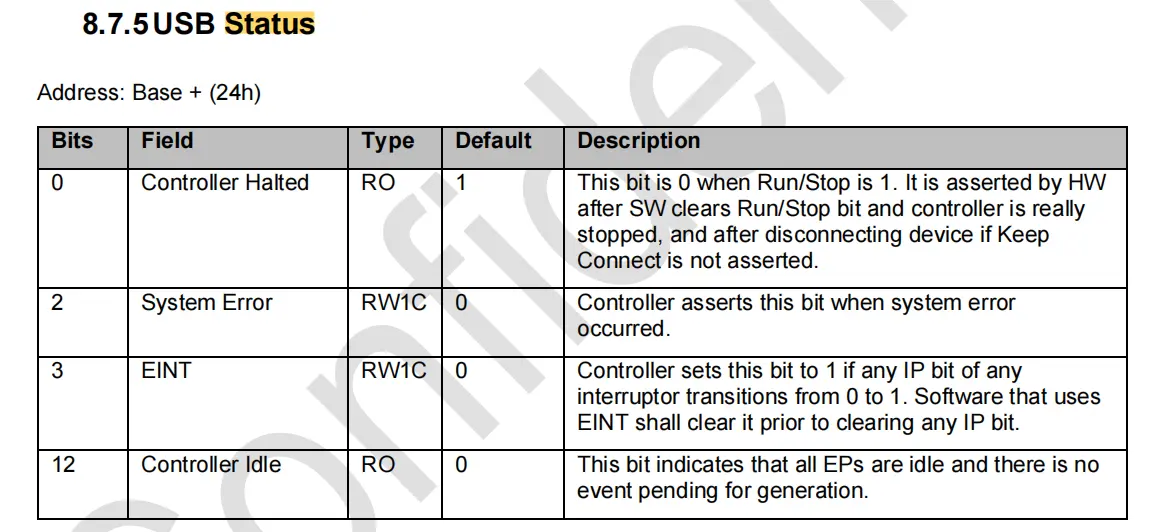 8.7.5 USB Status
Address: Base + (24h)
Bits Field Type Default Description
0 Controller Halted RO 1 This bit is 0 when Run/Stop is 1. It is asserted by HW
after SW clears Run/Stop bit and controller is really
stopped, and after disconnecting device if Keep
Connect is not asserted.
2 System Error RW1C 0 Controller asserts this bit when system error
occurred.
3 EINT RW1C 0 Controller sets this bit to 1 if any IP bit of any
interruptor transitions from 0 to 1. Software that uses
EINT shall clear it prior to clearing any IP bit.
12 Controller Idle RO 0 This bit indicates that all EPs are idle and there is no
event pending for generation.
Confiden